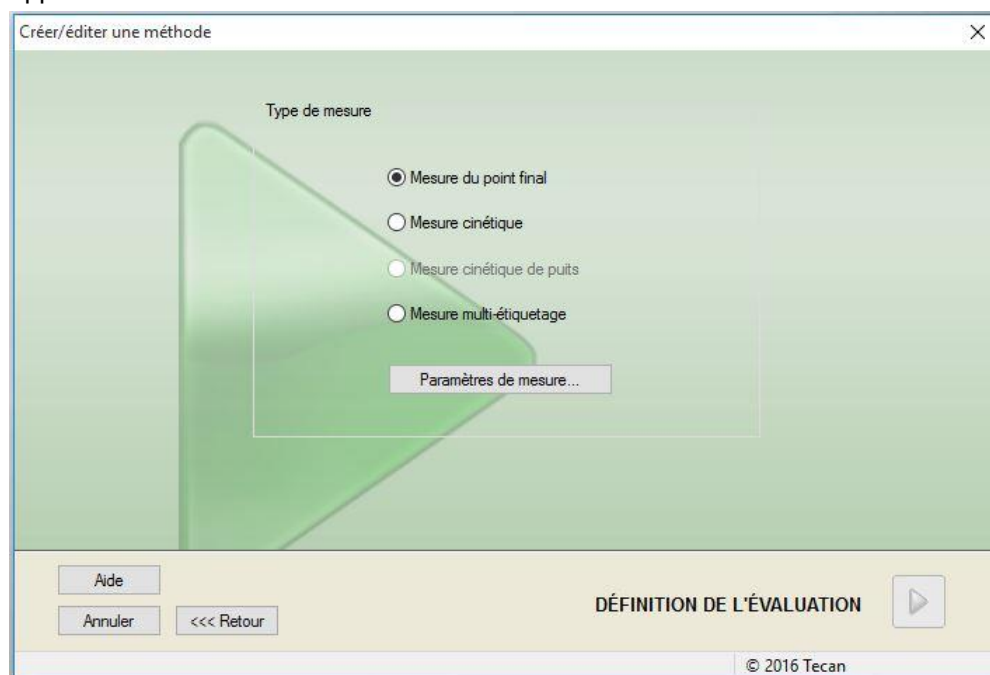 Créer/éditer une méthode
Type de mesure
Mesure du point final
Mesure cinétique
Mesure cinétique de puits
Mesure multi-étiquetage
Paramètres de mesure...
Aide
Annuler
<<< Retour
DÉFINITION DE L'ÉVALUATION
© 2016 Tecan